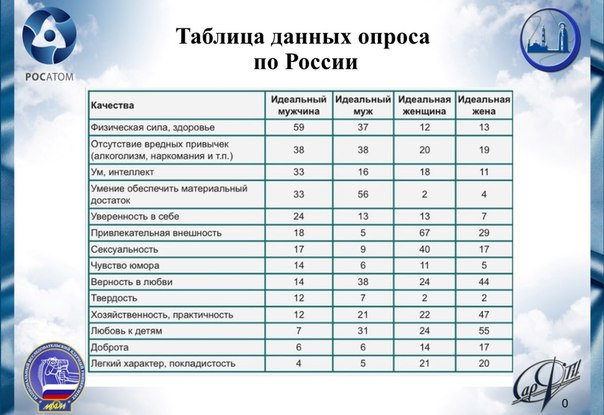 Таблица данных опроса
по России
РОСАТОМ
Качества Идеальный мужчина Идеальный муж Идеальная женщина Идеальная жена
Физическая сила, здоровье 59 37 12 13
Отсутствие вредных привычек (алкоголизм, наркомания и т.п.) 38 38 20 19
Ум, интеллект 33 16 18 11
Умение обеспечить материальный достаток 33 56 2 4
Уверенность в себе 24 13 13 7
Привлекательная внешность 18 5 67 29
Сексуальность 17 9 40 17
Чувство юмора 14 6 11 5
Верность в любви 14 38 24 44
Твердость 12 7 2 2
Хозяйственность, практичность 12 21 22 47
Любовь к детям 7 31 24 55
Доброта 6 6 14 17
Легкий характер, покладистость 4 5 21 20
0